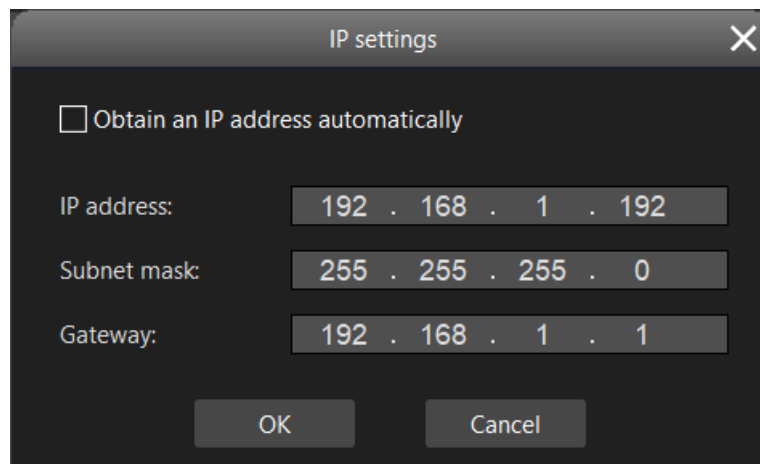 IP settings
Obtain an IP address automatically
IP address: 192 . 168 . 1 . 192
Subnet mask: 255 . 255 . 255 . 0
Gateway: 192 . 168 . 1 . 1
OK Cancel